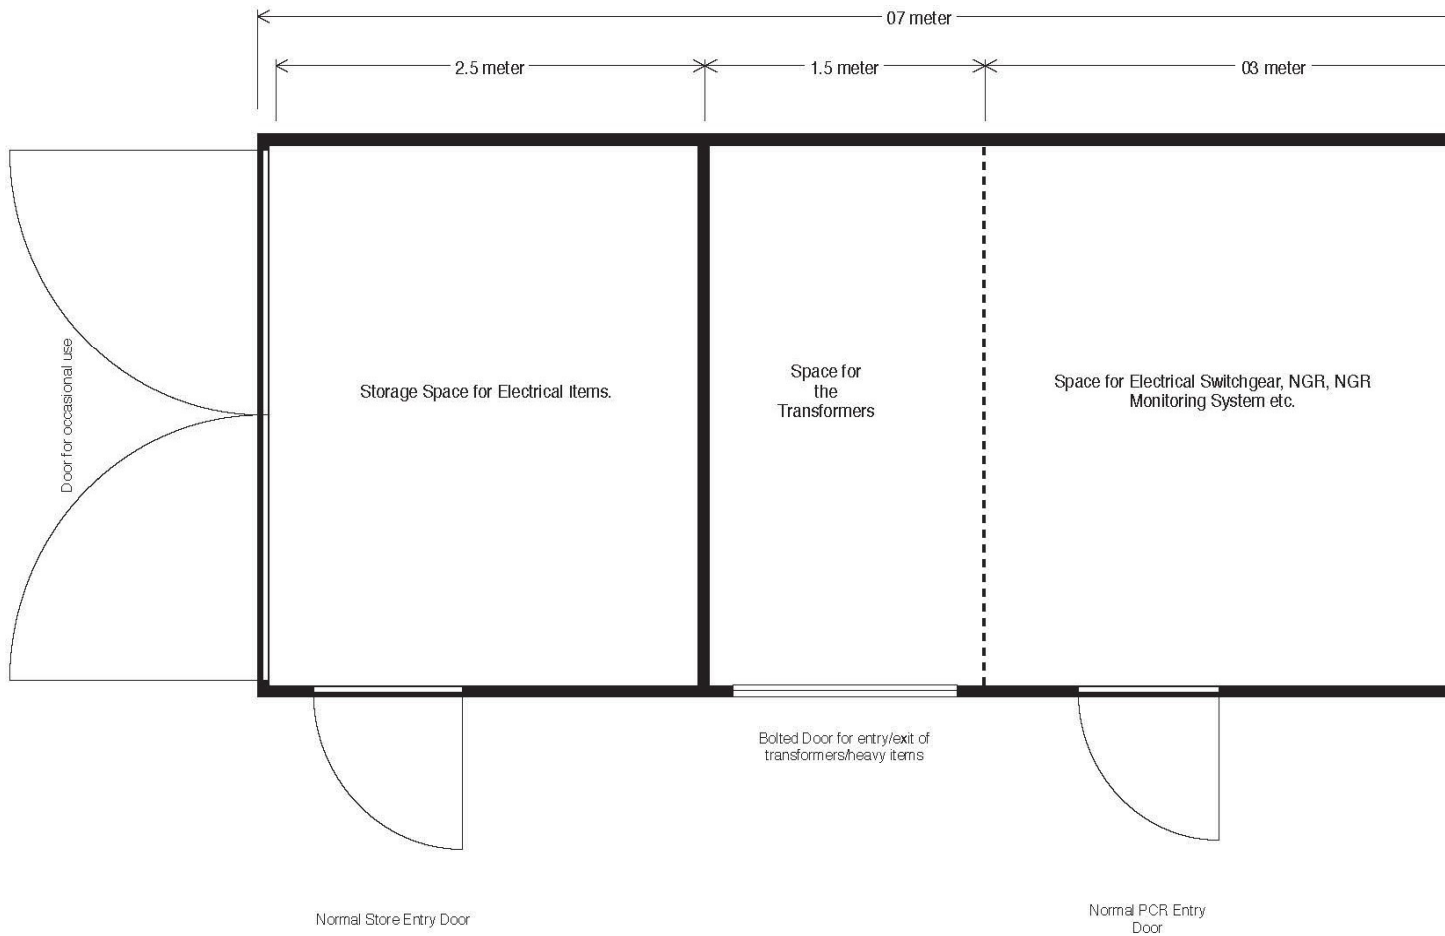 07 meter
2.5 meter
1.5 meter
03 meter
Door for occasional use
Storage Space for Electrical Items.
Space for
the
Transformers
Space for Electrical Switchgear, NGR, NGR
Monitoring System etc.
Bolted Door for entry/exit of
transformers/heavy items
Normal Store Entry Door
Normal PCR Entry
Door